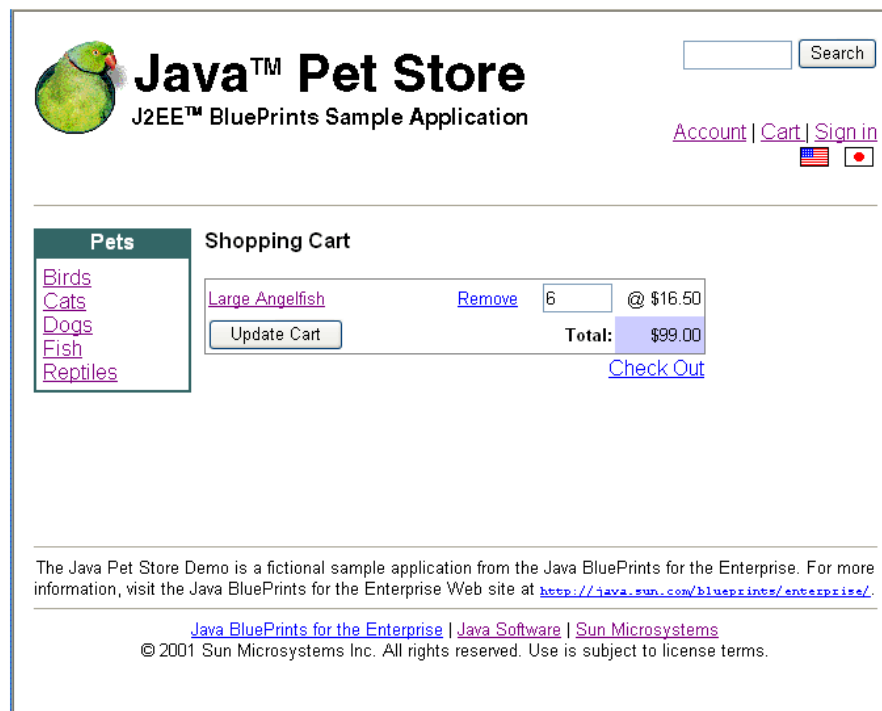 Java™ Pet Store
J2EE™ BluePrints Sample Application
Search
Account | Cart | Sign in
Pets
Birds
Cats
Dogs
Fish
Reptiles
Shopping Cart
Large Angelfish Remove 6 @ $16.50
Update Cart Total: $99.00
Check Out
The Java Pet Store Demo is a fictional sample application from the Java BluePrints for the Enterprise. For more
information, visit the Java BluePrints for the Enterprise Web site at http://java.sun.com/blueprints/enterprise/.
Java BluePrints for the Enterprise | Java Software | Sun Microsystems
© 2001 Sun Microsystems Inc. All rights reserved. Use is subject to license terms.